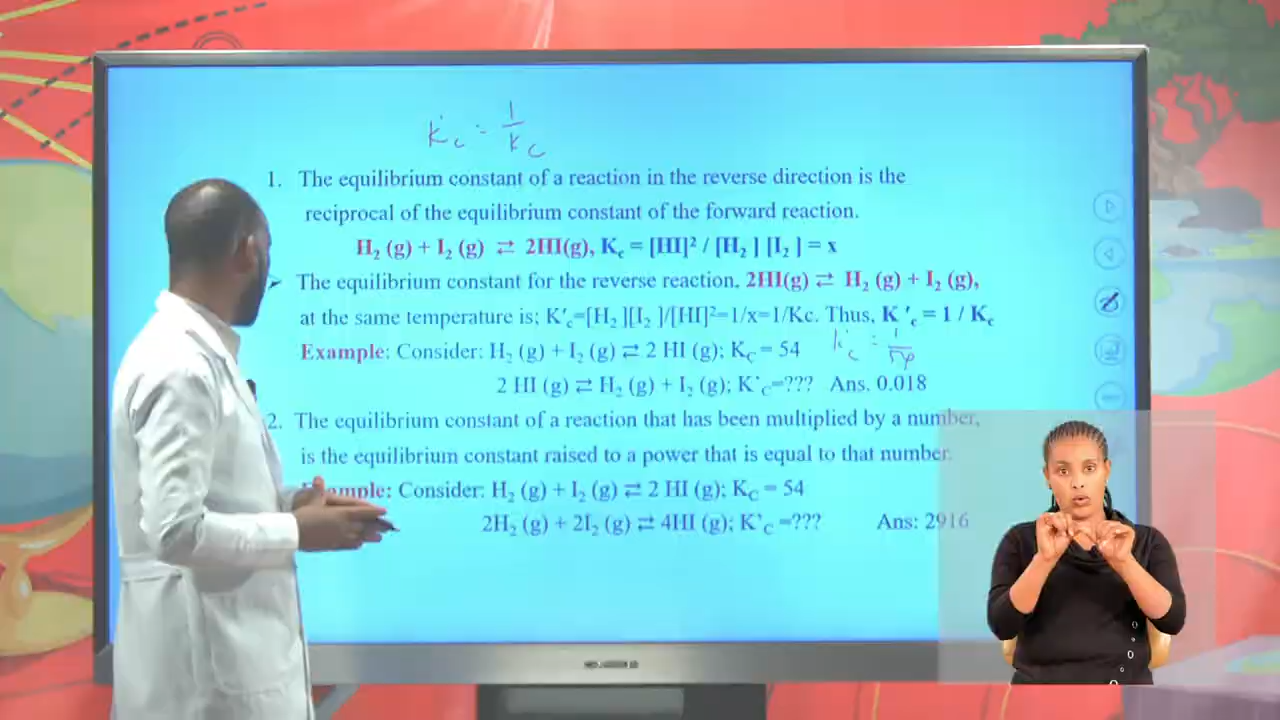 K'c = 1/Kc
1. The equilibrium constant of a reaction in the reverse direction is the
reciprocal of the equilibrium constant of the forward reaction.
H₂ (g) + I₂ (g) ⇄ 2HI(g), Kc = [HI]² / [H₂ ] [I₂ ] = x
➢ The equilibrium constant for the reverse reaction, 2HI(g) ⇄ H₂ (g) + I₂ (g),
at the same temperature is; K′c=[H₂ ][I₂ ]/[HI]²=1/x=1/Kc. Thus, K ′c = 1 / Kc
Example: Consider: H₂ (g) + I₂ (g) ⇄ 2 HI (g); KC = 54
K'c = 1/54
2 HI (g) ⇄ H₂ (g) + I₂ (g); K'C=??? Ans. 0.018
2. The equilibrium constant of a reaction that has been multiplied by a number,
is the equilibrium constant raised to a power that is equal to that number.
Example: Consider: H₂ (g) + I₂ (g) ⇄ 2 HI (g); KC = 54
2H₂ (g) + 2I₂ (g) ⇄ 4HI (g); K'C =??? Ans: 2916